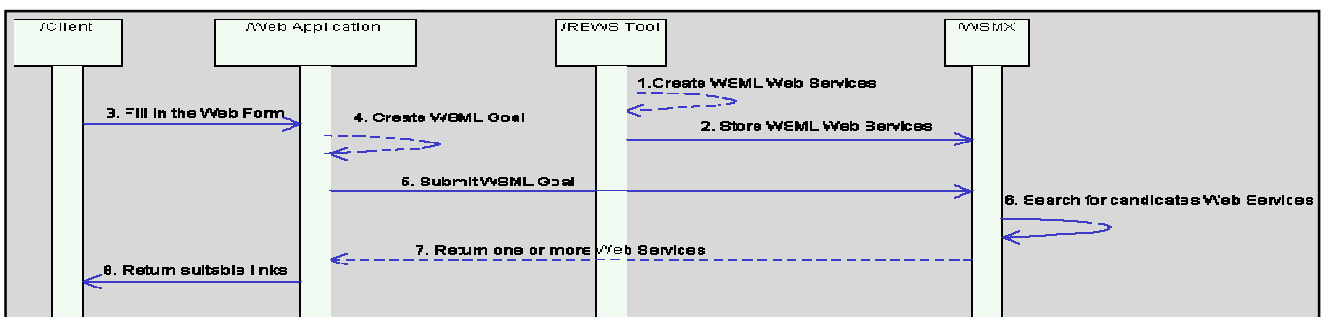 /Client
/Web Application
/REWS Tool
/WSMX
1.Create WSML Web Services
3. Fill in the Web Form
4. Create WSML Goal
2. Store WSML Web Services
5. Submit WSML Goal
6. Search for candicates Web Services
7. Return one or more Web Services
8. Return suitable links